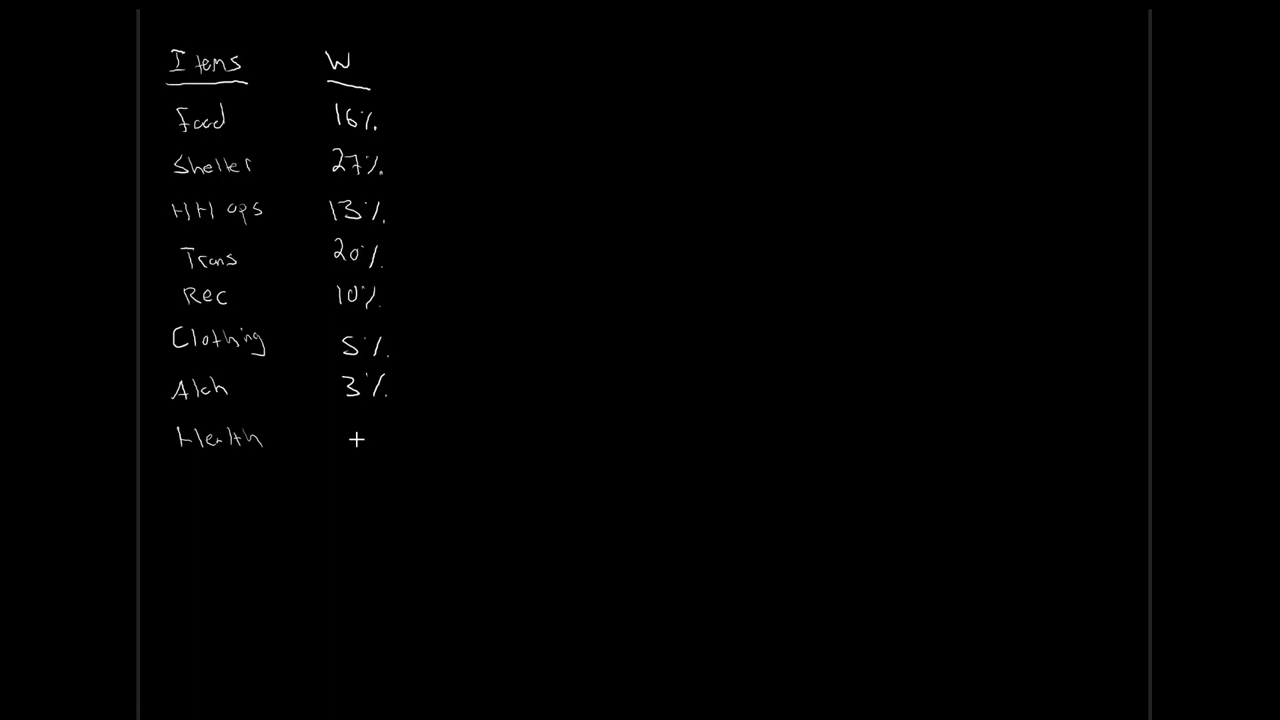 Items W
Food 16%
Shelter 27%
HH ops 13%
Trans 20%
Rec 10%
Clothing 5%
Alch 3%
Health